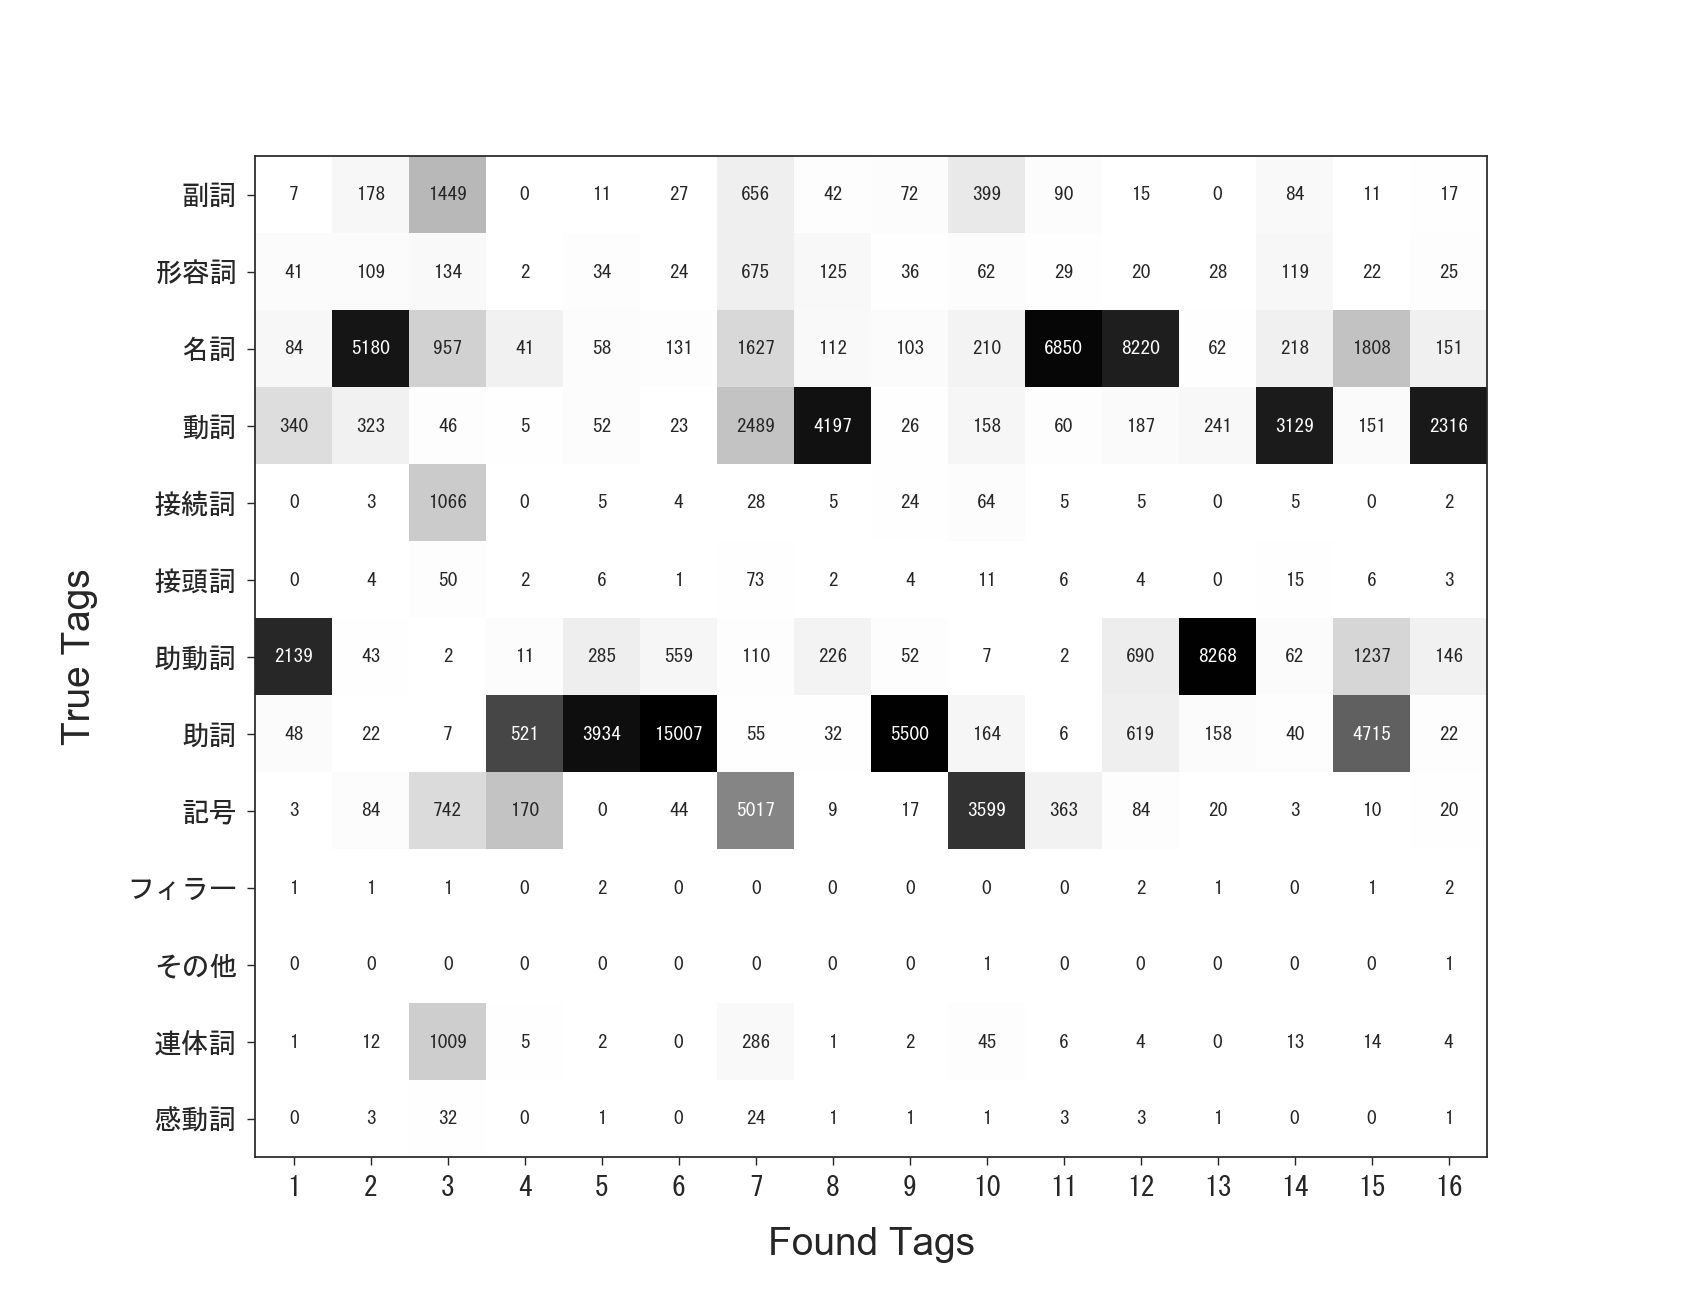 副詞 7 178 1449 0 11 27 656 42 72 399 90 15 0 84 11 17
形容詞 41 109 134 2 34 24 675 125 36 62 29 20 28 119 22 25
名詞 84 5180 957 41 58 131 1627 112 103 210 6850 8220 62 218 1808 151
動詞 340 323 46 5 52 23 2489 4197 26 158 60 187 241 3129 151 2316
接続詞 0 3 1066 0 5 4 28 5 24 64 5 5 0 5 0 2
接頭詞 0 4 50 2 6 1 73 2 4 11 6 4 0 15 6 3
助動詞 2139 43 2 11 285 559 110 226 52 7 2 690 8268 62 1237 146
助詞 48 22 7 521 3934 15007 55 32 5500 164 6 619 158 40 4715 22
記号 3 84 742 170 0 44 5017 9 17 3599 363 84 20 3 10 20
フィラー 1 1 1 0 2 0 0 0 0 0 0 2 1 0 1 2
その他 0 0 0 0 0 0 0 0 0 1 0 0 0 0 0 1
連体詞 1 12 1009 5 2 0 286 1 2 45 6 4 0 13 14 4
感動詞 0 3 32 0 1 0 24 1 1 1 3 3 1 0 0 1
1 2 3 4 5 6 7 8 9 10 11 12 13 14 15 16
Found Tags
True Tags